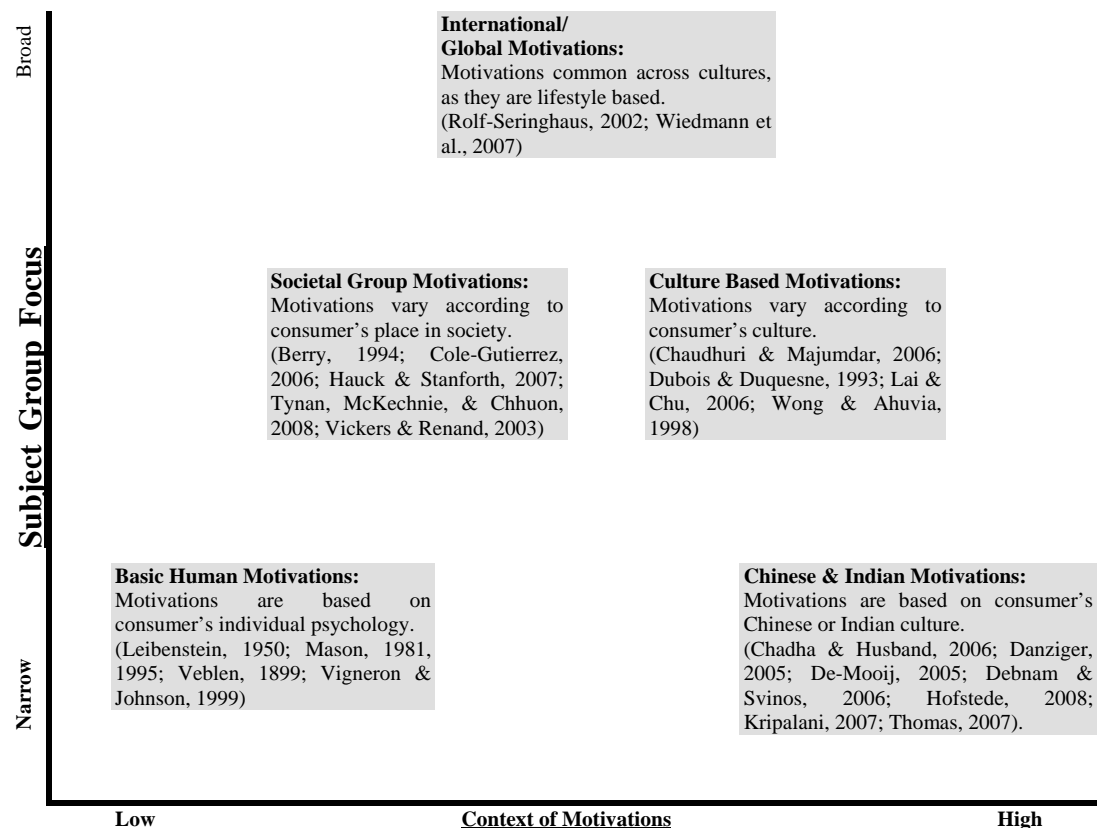 Broad
International/
Global Motivations:
Motivations common across cultures,
as they are lifestyle based.
(Rolf-Seringhaus, 2002; Wiedmann et
al., 2007)
Subject Group Focus
Societal Group Motivations:
Motivations vary according to
consumer's place in society.
(Berry, 1994; Cole-Gutierrez,
2006; Hauck & Stanforth, 2007;
Tynan, McKechnie, & Chhuon,
2008; Vickers & Renand, 2003)
Culture Based Motivations:
Motivations vary according to
consumer's culture.
(Chaudhuri & Majumdar, 2006;
Dubois & Duquesne, 1993; Lai &
Chu, 2006; Wong & Ahuvia,
1998)
Narrow
Basic Human Motivations:
Motivations are based on
consumer's individual psychology.
(Leibenstein, 1950; Mason, 1981,
1995; Veblen, 1899; Vigneron &
Johnson, 1999)
Chinese & Indian Motivations:
Motivations are based on consumer's
Chinese or Indian culture.
(Chadha & Husband, 2006; Danziger,
2005; De-Mooij, 2005; Debnam &
Svinos, 2006; Hofstede, 2008;
Kripalani, 2007; Thomas, 2007).
Low
Context of Motivations
High